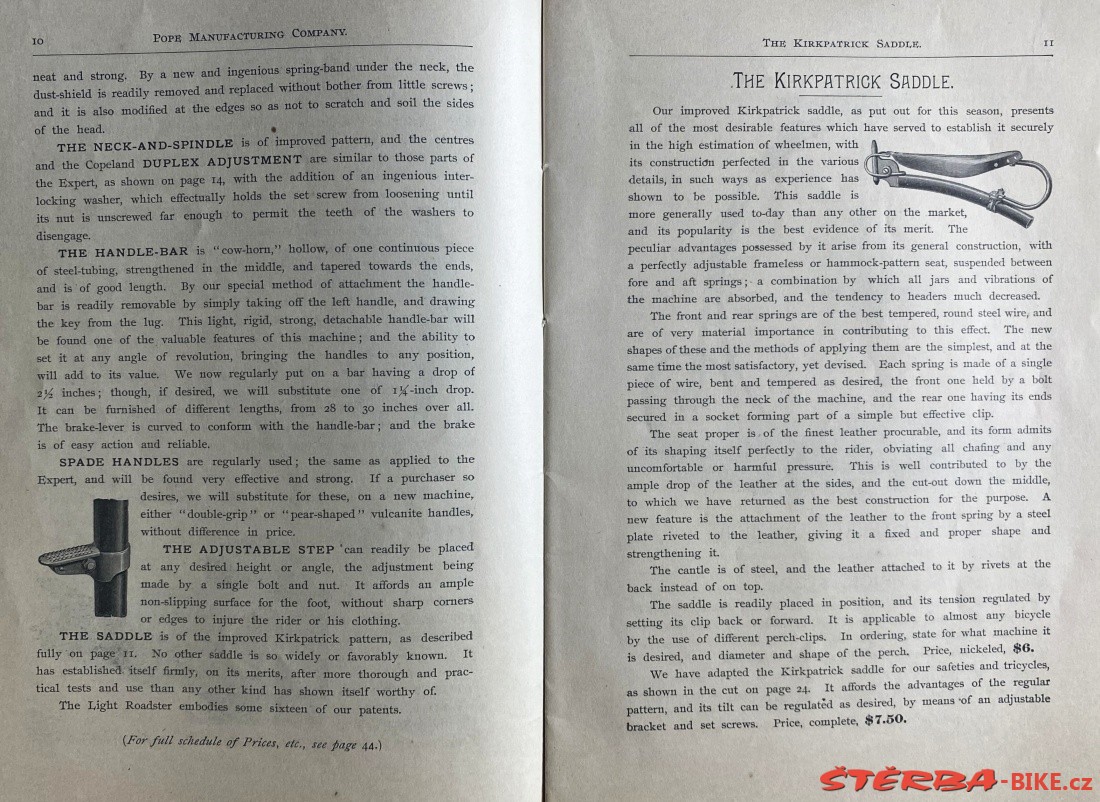 10
POPE MANUFACTURING COMPANY.
neat and strong. By a new and ingenious spring-band under the neck, the
dust-shield is readily removed and replaced without bother from little screws;
and it is also modified at the edges so as not to scratch and soil the sides
of the head.
THE NECK-AND-SPINDLE is of improved pattern, and the centres
and the Copeland DUPLEX ADJUSTMENT are similar to those parts of
the Expert, as shown on page 14, with the addition of an ingenious inter-
locking washer, which effectually holds the set screw from loosening until
its nut is unscrewed far enough to permit the teeth of the washers to
disengage.
THE HANDLE-BAR is "cow-horn," hollow, of one continuous piece
of steel-tubing, strengthened in the middle, and tapered towards the ends,
and is of good length. By our special method of attachment the handle-
bar is readily removable by simply taking off the left handle, and drawing
the key from the lug. This light, rigid, strong, detachable handle-bar will
be found one of the valuable features of this machine; and the ability to
set it at any angle of revolution, bringing the handles to any position,
will add to its value. We now regularly put on a bar having a drop of
2½ inches; though, if desired, we will substitute one of 1¼-inch drop.
It can be furnished of different lengths, from 28 to 30 inches over all.
The brake-lever is curved to conform with the handle-bar; and the brake
is of easy action and reliable.
SPADE HANDLES are regularly used; the same as applied to the
Expert, and will be found very effective and strong. If a purchaser so
desires, we will substitute for these, on a new machine,
either "double-grip" or "pear-shaped" vulcanite handles,
without difference in price.
THE ADJUSTABLE STEP can readily be placed
at any desired height or angle, the adjustment being
made by a single bolt and nut. It affords an ample
non-slipping surface for the foot, without sharp corners
or edges to injure the rider or his clothing.
THE SADDLE is of the improved Kirkpatrick pattern, as described
fully on page 11. No other saddle is so widely or favorably known. It
has established itself firmly, on its merits, after more thorough and prac-
tical tests and use than any other kind has shown itself worthy of.
The Light Roadster embodies some sixteen of our patents.
(For full schedule of Prices, etc., see page 44.)
THE KIRKPATRICK SADDLE.
11
THE KIRKPATRICK SADDLE.
Our improved Kirkpatrick saddle, as put out for this season, presents
all of the most desirable features which have served to establish it securely
in the high estimation of wheelmen, with
its construction perfected in the various
details, in such ways as experience has
shown to be possible. This saddle is
more generally used to-day than any other on the market,
and its popularity is the best evidence of its merit. The
peculiar advantages possessed by it arise from its general construction, with
a perfectly adjustable frameless or hammock-pattern seat, suspended between
fore and aft springs; a combination by which all jars and vibrations of
the machine are absorbed, and the tendency to headers much decreased.
The front and rear springs are of the best tempered, round steel wire, and
are of very material importance in contributing to this effect. The new
shapes of these and the methods of applying them are the simplest, and at the
same time the most satisfactory, yet devised. Each spring is made of a single
piece of wire, bent and tempered as desired, the front one held by a bolt
passing through the neck of the machine, and the rear one having its ends
secured in a socket forming part of a simple but effective clip.
The seat proper is of the finest leather procurable, and its form admits
of its shaping itself perfectly to the rider, obviating all chafing and any
uncomfortable or harmful pressure. This is well contributed to by the
ample drop of the leather at the sides, and the cut-out down the middle,
to which we have returned as the best construction for the purpose. A
new feature is the attachment of the leather to the front spring by a steel
plate riveted to the leather, giving it a fixed and proper shape and
strengthening it.
The cantle is of steel, and the leather attached to it by rivets at the
back instead of on top.
The saddle is readily placed in position, and its tension regulated by
setting its clip back or forward. It is applicable to almost any bicycle
by the use of different perch-clips. In ordering, state for what machine it
is desired, and diameter and shape of the perch. Price, nickeled, $6.
We have adapted the Kirkpatrick saddle for our safeties and tricycles,
as shown in the cut on page 24. It affords the advantages of the regular
pattern, and its tilt can be regulated as desired, by means of an adjustable
bracket and set screws. Price, complete, $7.50.
ŠTĚRBA-BIKE.CZ